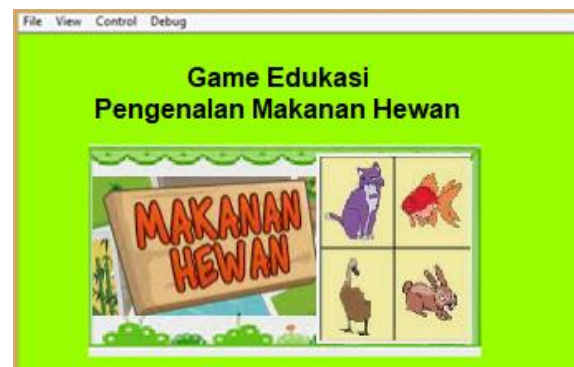 File View Control Debug
Game Edukasi
Pengenalan Makanan Hewan
MAKANAN
HEWAN